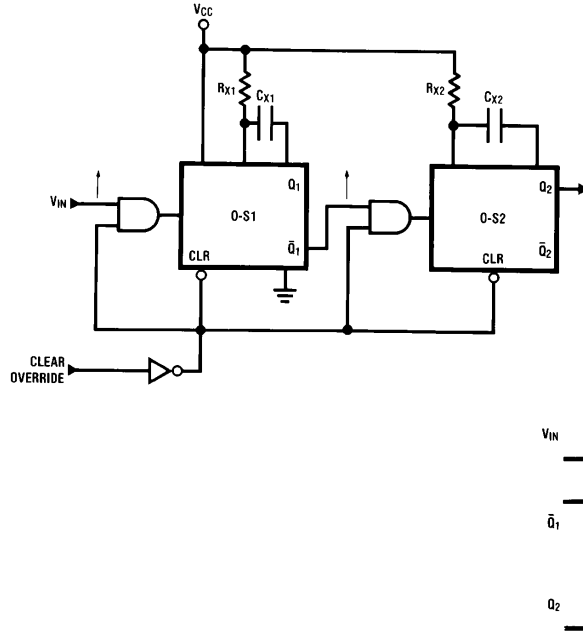 VCC
RX1
CX1
RX2
CX2
VIN
Q1
O-S1
Q̄1
CLR
Q2
O-S2
Q̄2
CLR
CLEAR
OVERRIDE
VIN
Q̄1
Q2